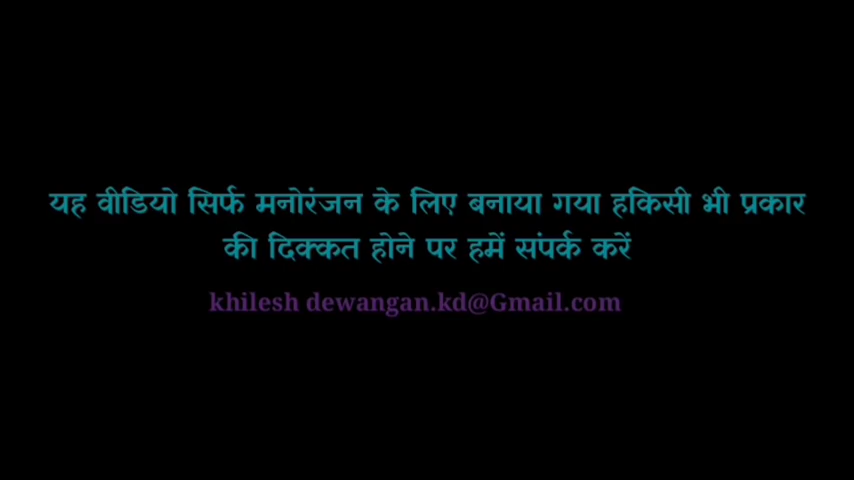 यह वीडियो सिर्फ मनोरंजन के लिए बनाया गया हकिसी भी प्रकार
की दिक्कत होने पर हमें संपर्क करें
khilesh dewangan.kd@Gmail.com